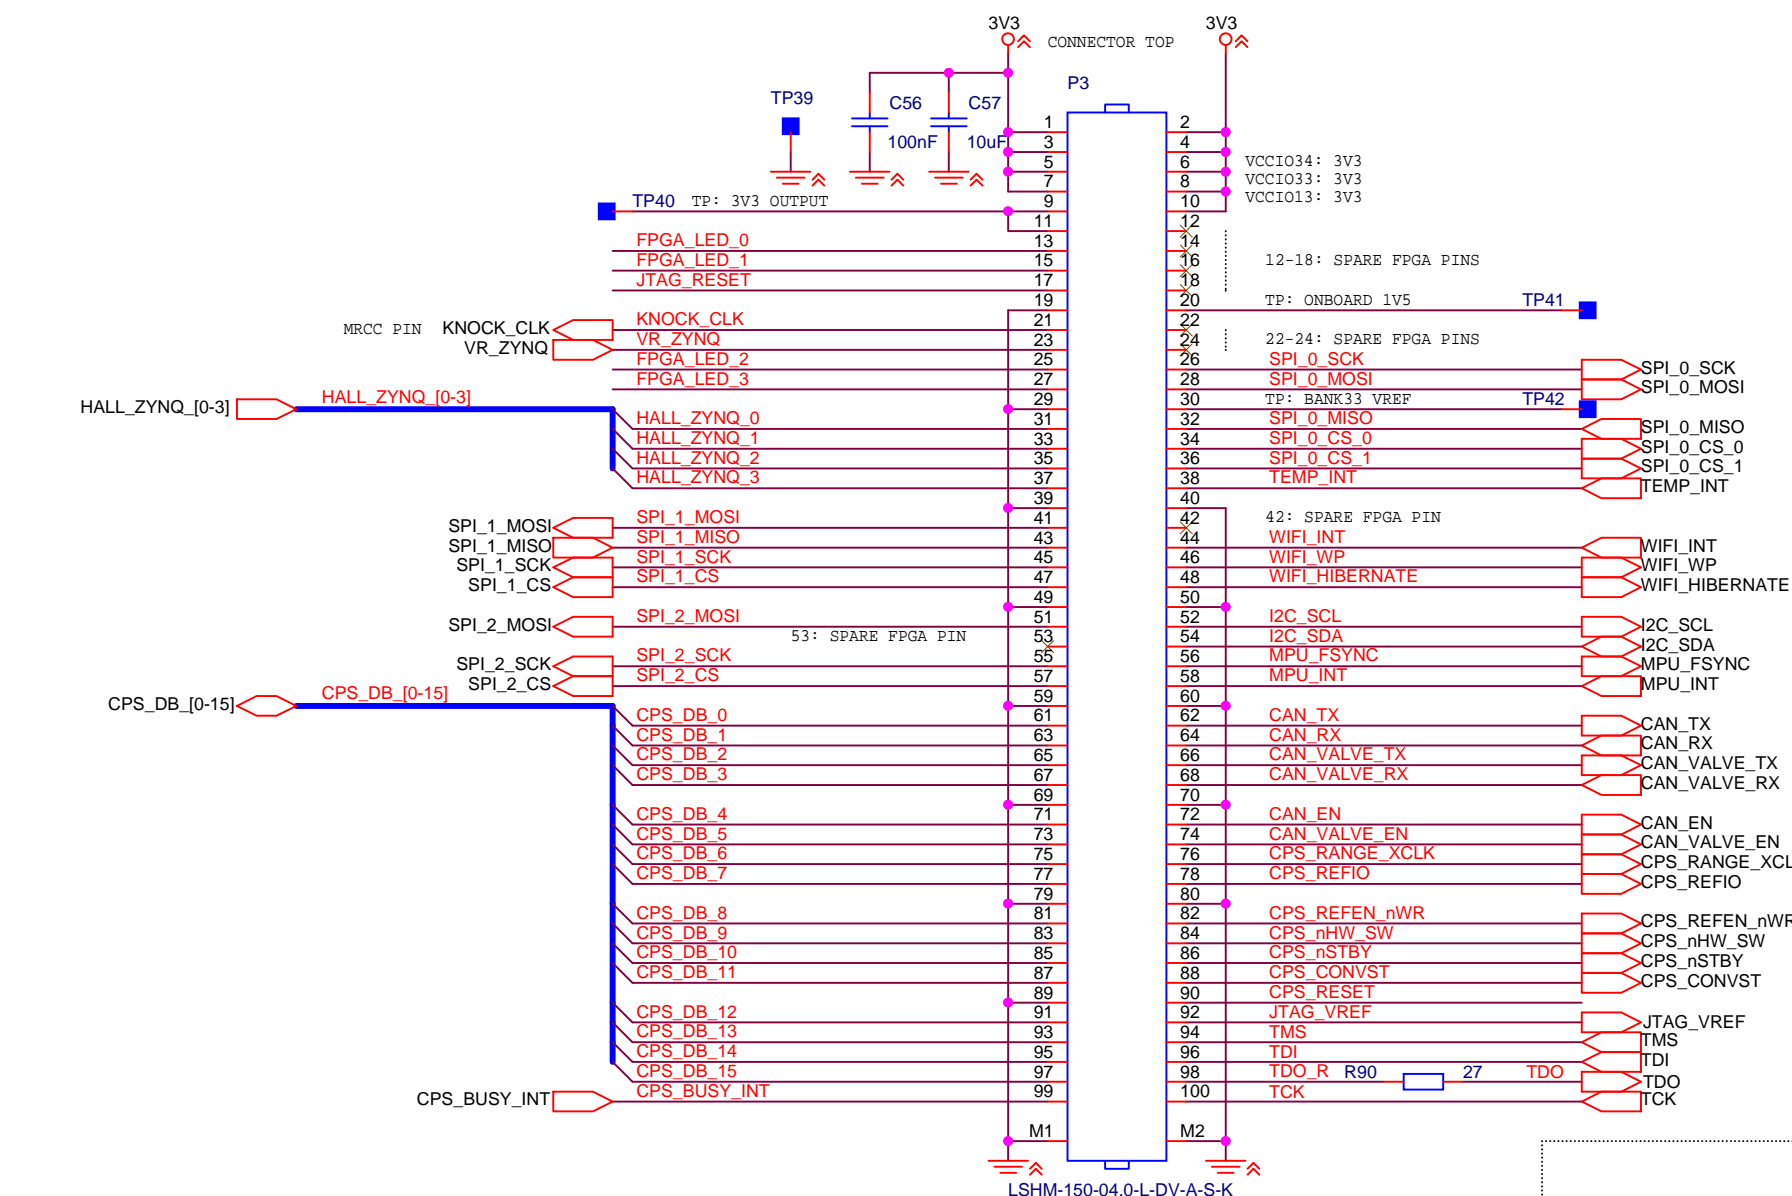 3V3 CONNECTOR TOP 3V3
P3
TP39 C56 C57
100nF 10uF
1 2
3 4
5 6 VCCIO34: 3V3
7 8 VCCIO33: 3V3
TP40 TP: 3V3 OUTPUT 9 10 VCCIO13: 3V3
11 12
FPGA_LED_0 13 14
FPGA_LED_1 15 16 12-18: SPARE FPGA PINS
JTAG_RESET 17 18
19 20 TP: ONBOARD 1V5 TP41
MRCC PIN KNOCK_CLK KNOCK_CLK 21 22
VR_ZYNQ VR_ZYNQ 23 24 22-24: SPARE FPGA PINS
FPGA_LED_2 25 26 SPI_0_SCK SPI_0_SCK
FPGA_LED_3 27 28 SPI_0_MOSI SPI_0_MOSI
HALL_ZYNQ_[0-3] HALL_ZYNQ_[0-3] 29 30 TP: BANK33 VREF TP42
HALL_ZYNQ_0 31 32 SPI_0_MISO SPI_0_MISO
HALL_ZYNQ_1 33 34 SPI_0_CS_0 SPI_0_CS_0
HALL_ZYNQ_2 35 36 SPI_0_CS_1 SPI_0_CS_1
HALL_ZYNQ_3 37 38 TEMP_INT TEMP_INT
39 40
SPI_1_MOSI SPI_1_MOSI 41 42 42: SPARE FPGA PIN
SPI_1_MISO SPI_1_MISO 43 44 WIFI_INT WIFI_INT
SPI_1_SCK SPI_1_SCK 45 46 WIFI_WP WIFI_WP
SPI_1_CS SPI_1_CS 47 48 WIFI_HIBERNATE WIFI_HIBERNATE
49 50
SPI_2_MOSI SPI_2_MOSI 51 52 I2C_SCL I2C_SCL
53: SPARE FPGA PIN 53 54 I2C_SDA I2C_SDA
SPI_2_SCK SPI_2_SCK 55 56 MPU_FSYNC MPU_FSYNC
SPI_2_CS SPI_2_CS 57 58 MPU_INT MPU_INT
CPS_DB_[0-15] CPS_DB_[0-15] 59 60
CPS_DB_0 61 62 CAN_TX CAN_TX
CPS_DB_1 63 64 CAN_RX CAN_RX
CPS_DB_2 65 66 CAN_VALVE_TX CAN_VALVE_TX
CPS_DB_3 67 68 CAN_VALVE_RX CAN_VALVE_RX
69 70
CPS_DB_4 71 72 CAN_EN CAN_EN
CPS_DB_5 73 74 CAN_VALVE_EN CAN_VALVE_EN
CPS_DB_6 75 76 CPS_RANGE_XCLK CPS_RANGE_XCL
CPS_DB_7 77 78 CPS_REFIO CPS_REFIO
79 80
CPS_DB_8 81 82 CPS_REFEN_nWR CPS_REFEN_nWR
CPS_DB_9 83 84 CPS_nHW_SW CPS_nHW_SW
CPS_DB_10 85 86 CPS_nSTBY CPS_nSTBY
CPS_DB_11 87 88 CPS_CONVST CPS_CONVST
89 90 CPS_RESET
CPS_DB_12 91 92 JTAG_VREF JTAG_VREF
CPS_DB_13 93 94 TMS TMS
CPS_DB_14 95 96 TDI TDI
CPS_DB_15 97 98 TDO_R R90 27 TDO TDO
CPS_BUSY_INT CPS_BUSY_INT 99 100 TCK TCK
M1 M2
LSHM-150-04.0-L-DV-A-S-K